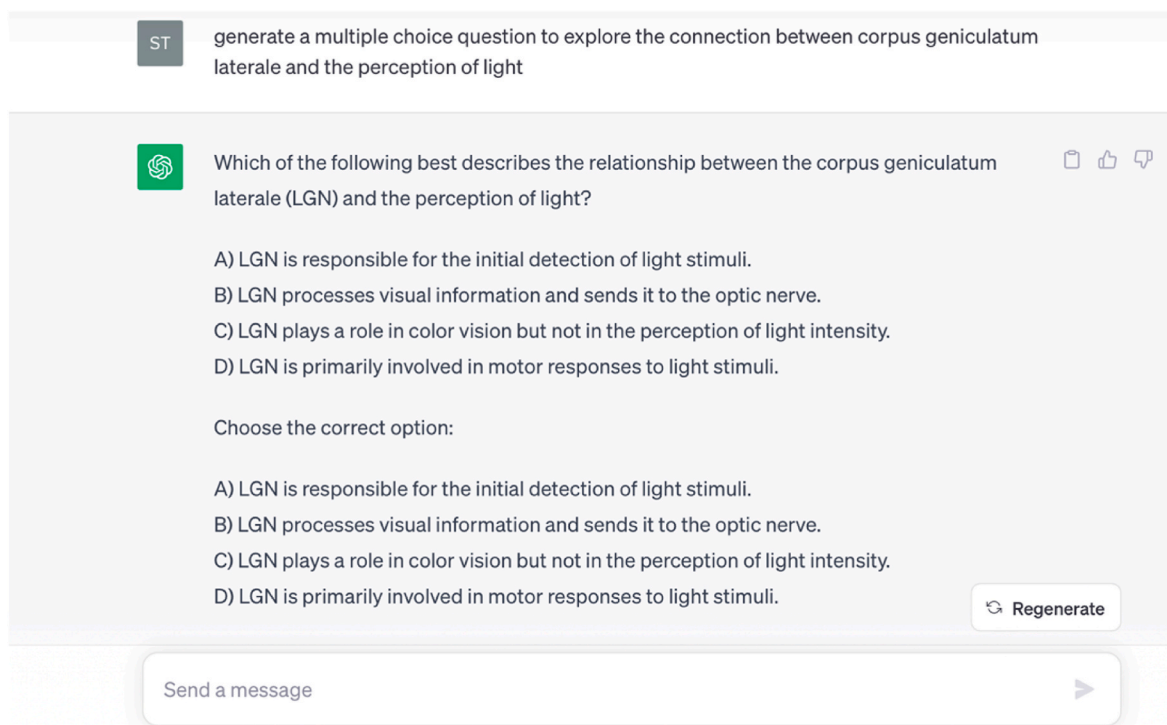 ST
generate a multiple choice question to explore the connection between corpus geniculatum
laterale and the perception of light
Which of the following best describes the relationship between the corpus geniculatum
laterale (LGN) and the perception of light?
A) LGN is responsible for the initial detection of light stimuli.
B) LGN processes visual information and sends it to the optic nerve.
C) LGN plays a role in color vision but not in the perception of light intensity.
D) LGN is primarily involved in motor responses to light stimuli.
Choose the correct option:
A) LGN is responsible for the initial detection of light stimuli.
B) LGN processes visual information and sends it to the optic nerve.
C) LGN plays a role in color vision but not in the perception of light intensity.
D) LGN is primarily involved in motor responses to light stimuli.
Regenerate
Send a message